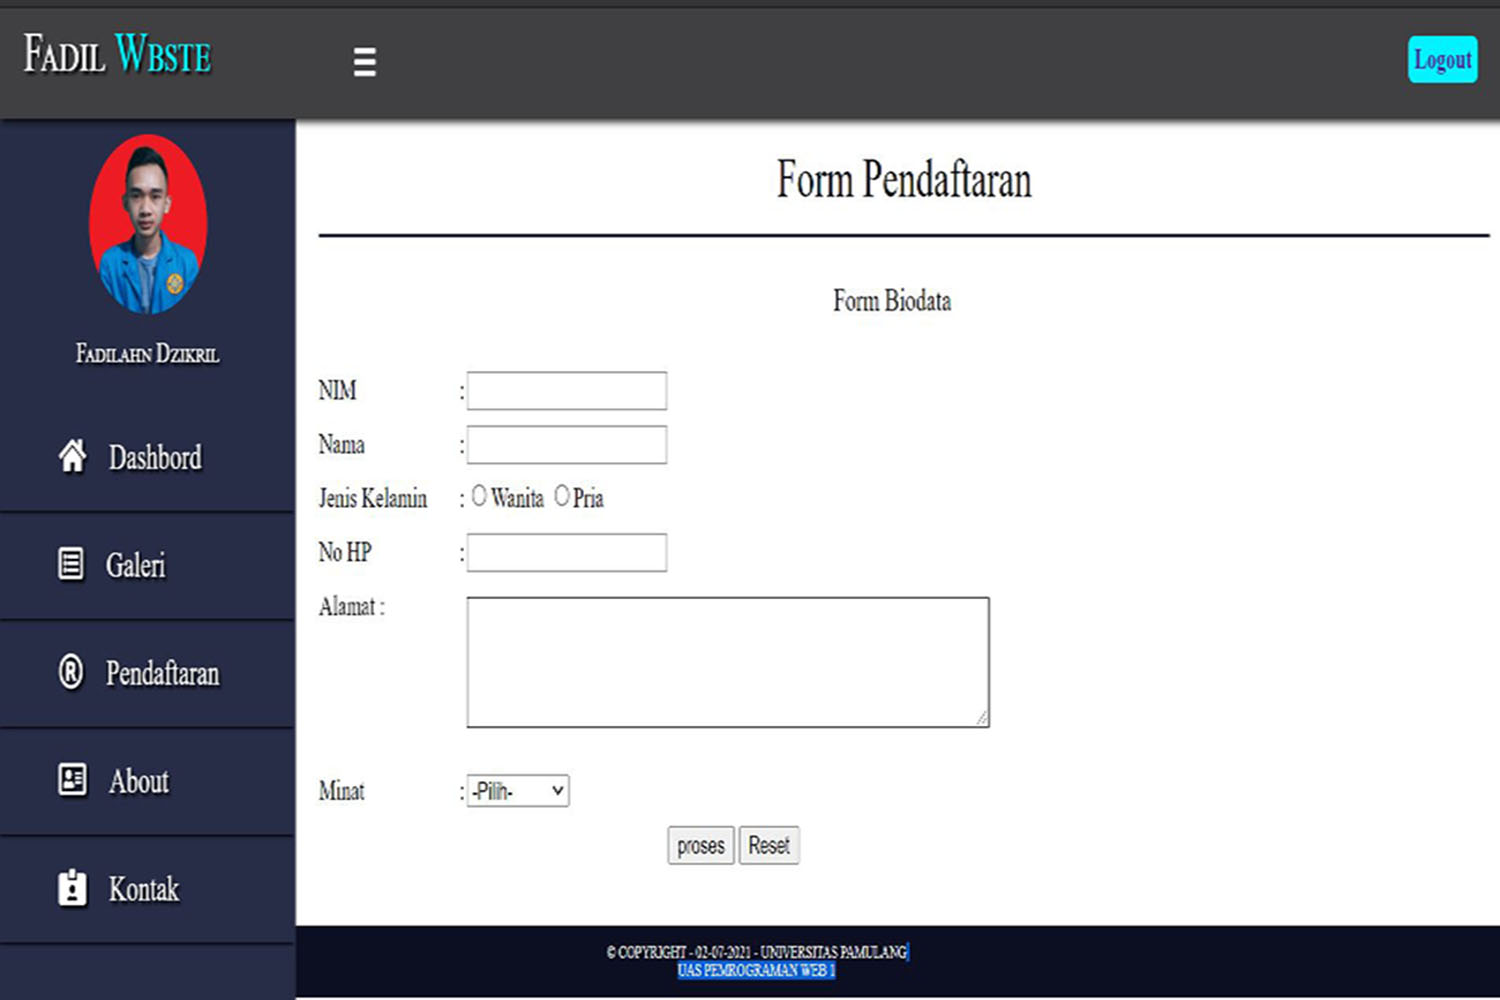 FADIL WBSTE
Logout
FADILAHN DZIKRIL
Dashbord
Galeri
Pendaftaran
About
Kontak
Form Pendaftaran
Form Biodata
NIM :
Nama :
Jenis Kelamin : Wanita Pria
No HP :
Alamat :
Minat : -Pilih-
proses Reset
© COPYRIGHT - 02-07-2021 - UNIVERSITAS PAMULANG
UAS PEMROGRAMAN WEB 1